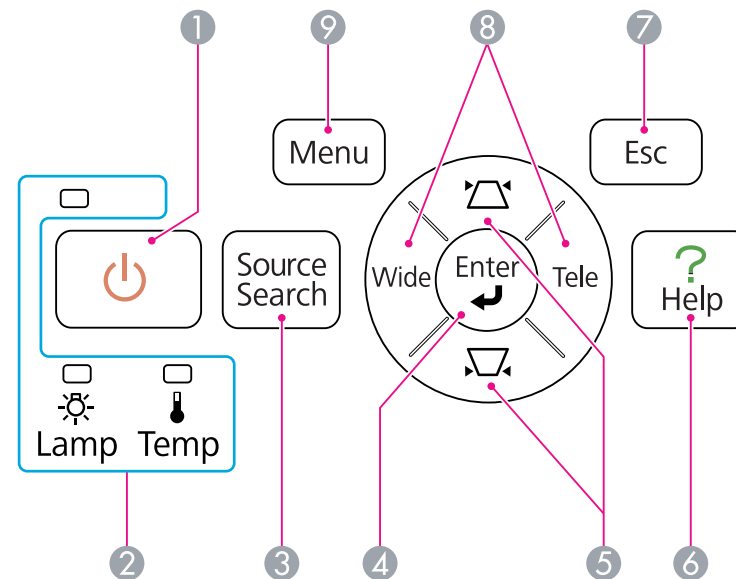 1 9 8 7
Menu
Esc
Source
Search
Wide
Enter
Tele
?
Help
Lamp
Temp
2 3 4 5 6